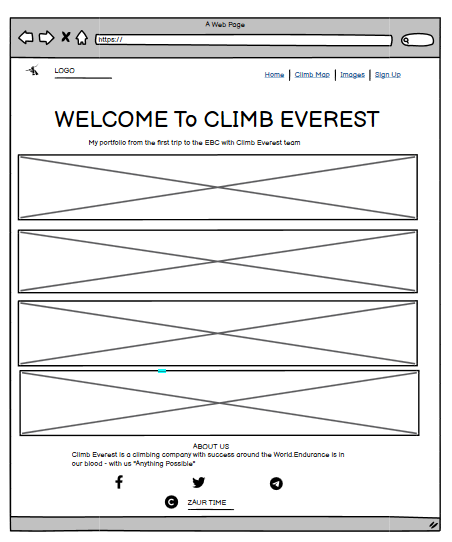 A Web Page
https://
LOGO
Home | Climb Map | Images | Sign Up
WELCOME To CLIMB EVEREST
My portfolio from the first trip to the EBC with Climb Everest team
ABOUT US
Climb Everest is a climbing company with success around the World.Endurance is in
our blood - with us "Anything Possible"
ZAUR TIME